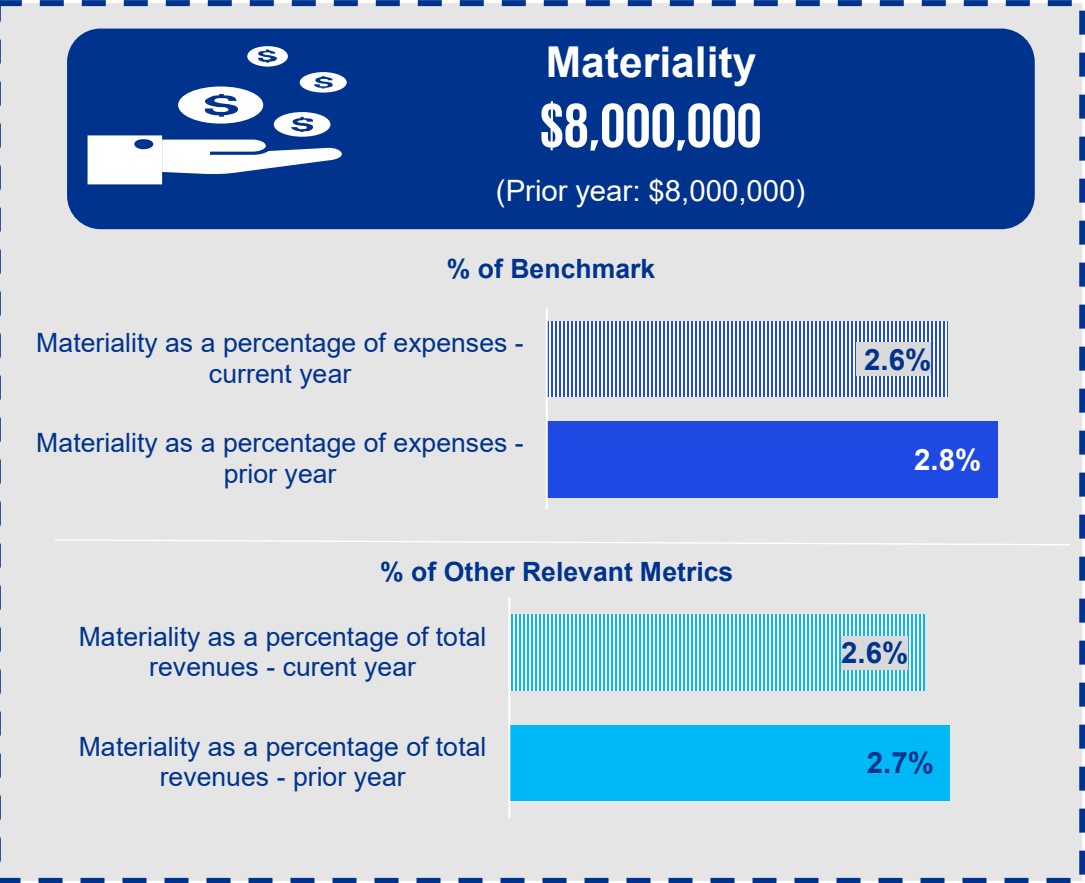 Materiality
$8,000,000
(Prior year: $8,000,000)
$
$
$
$
% of Benchmark
Materiality as a percentage of expenses -
current year
2.6%
Materiality as a percentage of expenses -
prior year
2.8%
% of Other Relevant Metrics
Materiality as a percentage of total
revenues - curent year
2.6%
Materiality as a percentage of total
revenues - prior year
2.7%